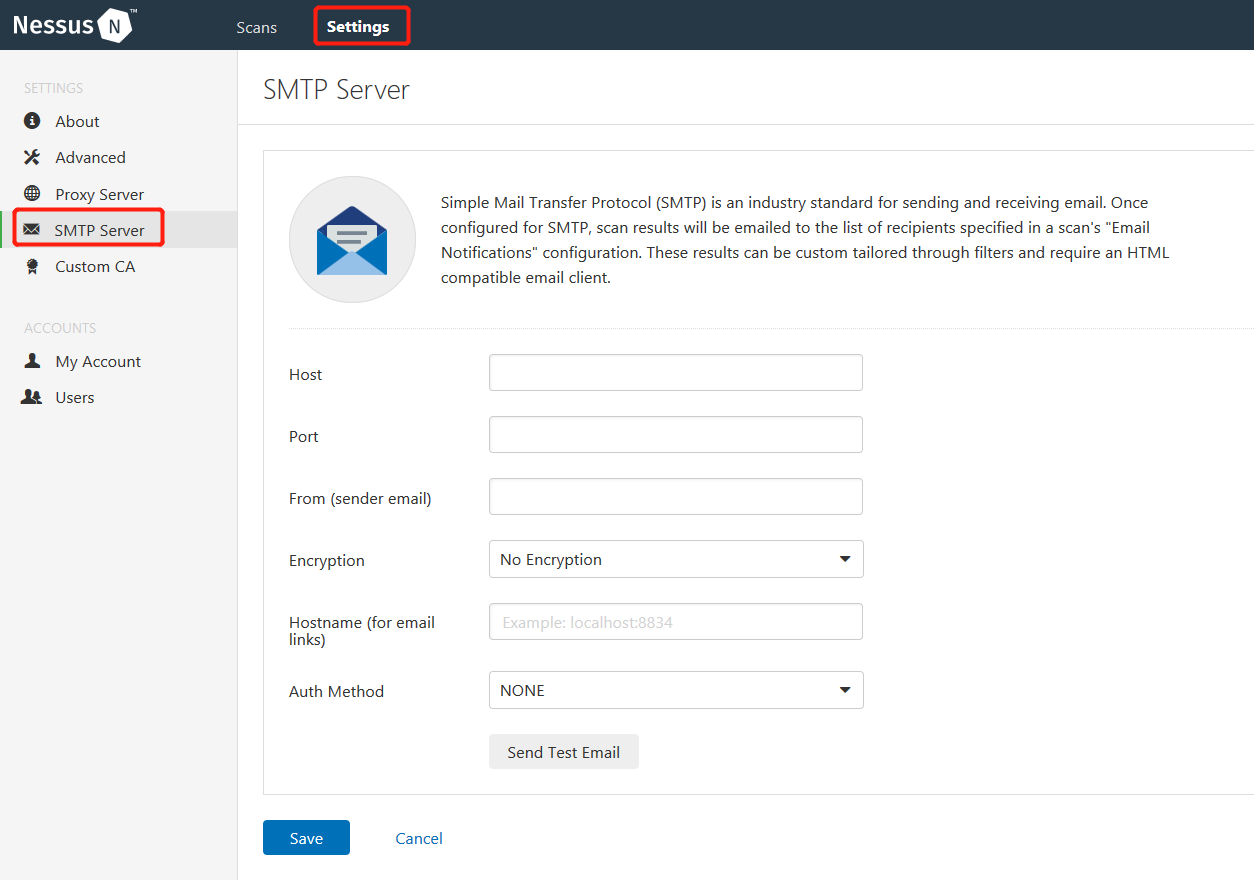 Nessus N ™
Scans
Settings
SETTINGS
About
Advanced
Proxy Server
SMTP Server
Custom CA
ACCOUNTS
My Account
Users
SMTP Server
Simple Mail Transfer Protocol (SMTP) is an industry standard for sending and receiving email. Once
configured for SMTP, scan results will be emailed to the list of recipients specified in a scan's "Email
Notifications" configuration. These results can be custom tailored through filters and require an HTML
compatible email client.
Host
Port
From (sender email)
Encryption
No Encryption
Hostname (for email
links)
Example: localhost:8834
Auth Method
NONE
Send Test Email
Save
Cancel